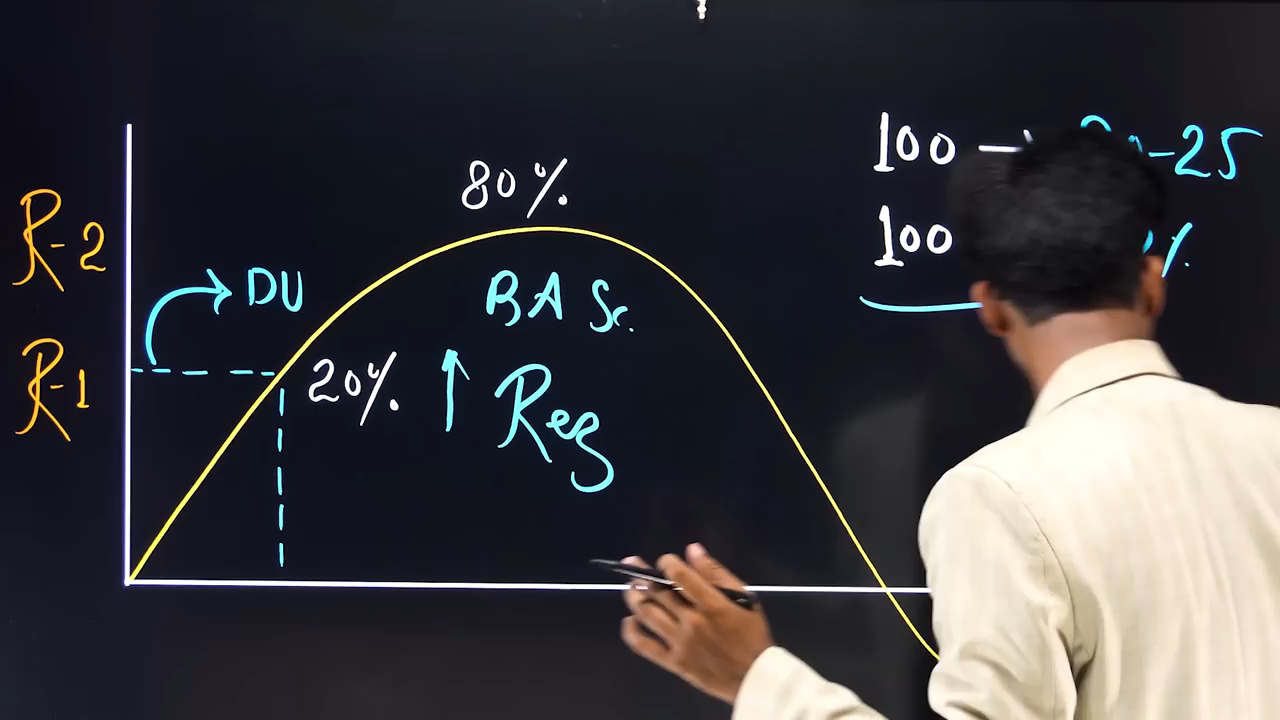 R-2
R-1
DU
80%
20%
BA Sc.
↑ Reg
100 → -25
100 %